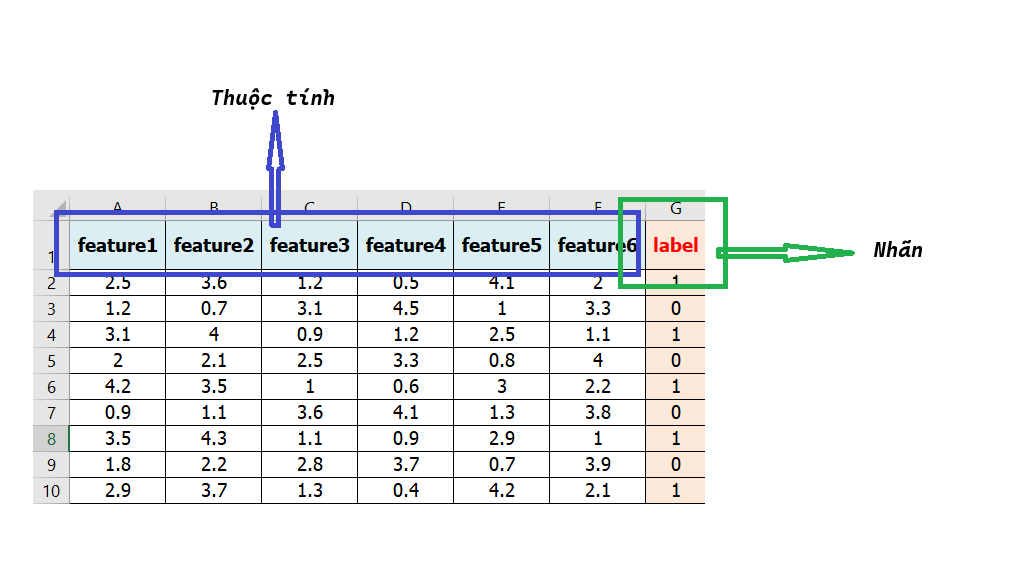 Thuộc tính
A B C D E F G
1 feature1 feature2 feature3 feature4 feature5 feature6 label
Nhãn
2 2.5 3.6 1.2 0.5 4.1 2 1
3 1.2 0.7 3.1 4.5 1 3.3 0
4 3.1 4 0.9 1.2 2.5 1.1 1
5 2 2.1 2.5 3.3 0.8 4 0
6 4.2 3.5 1 0.6 3 2.2 1
7 0.9 1.1 3.6 4.1 1.3 3.8 0
8 3.5 4.3 1.1 0.9 2.9 1 1
9 1.8 2.2 2.8 3.7 0.7 3.9 0
10 2.9 3.7 1.3 0.4 4.2 2.1 1